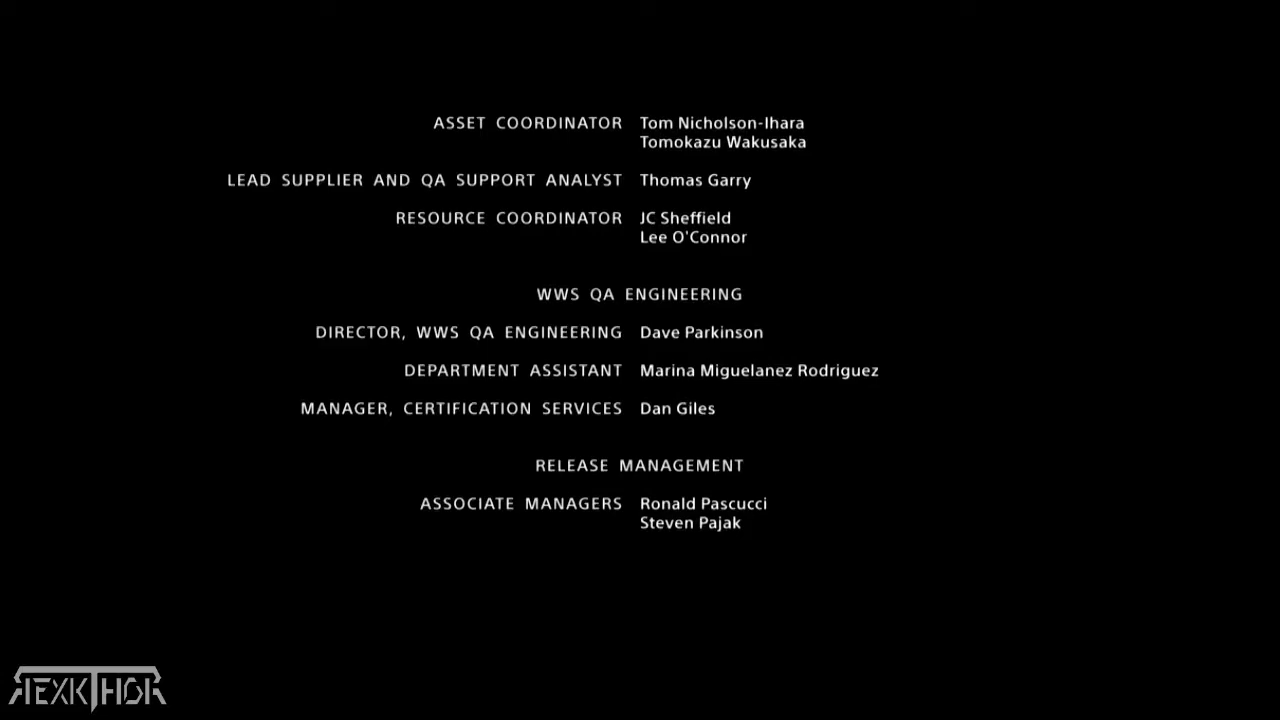 ASSET COORDINATOR Tom Nicholson-Ihara
Tomokazu Wakusaka
LEAD SUPPLIER AND QA SUPPORT ANALYST Thomas Garry
RESOURCE COORDINATOR JC Sheffield
Lee O'Connor
WWS QA ENGINEERING
DIRECTOR, WWS QA ENGINEERING Dave Parkinson
DEPARTMENT ASSISTANT Marina Miguelanez Rodriguez
MANAGER, CERTIFICATION SERVICES Dan Giles
RELEASE MANAGEMENT
ASSOCIATE MANAGERS Ronald Pascucci
Steven Pajak